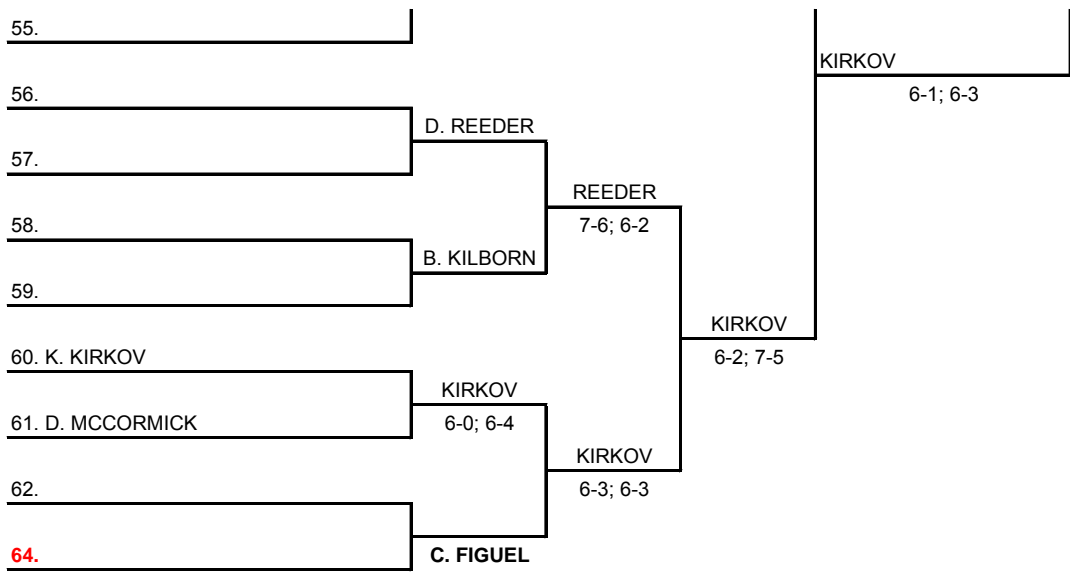 55.
KIRKOV
6-1; 6-3
56.
D. REEDER
57.
REEDER
7-6; 6-2
58.
B. KILBORN
59.
KIRKOV
6-2; 7-5
60. K. KIRKOV
KIRKOV
6-0; 6-4
61. D. MCCORMICK
KIRKOV
6-3; 6-3
62.
C. FIGUEL
64.